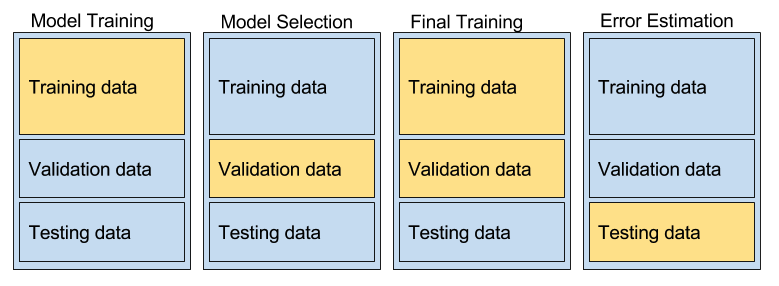 Model Training
Training data
Validation data
Testing data
Model Selection
Training data
Validation data
Testing data
Final Training
Training data
Validation data
Testing data
Error Estimation
Training data
Validation data
Testing data